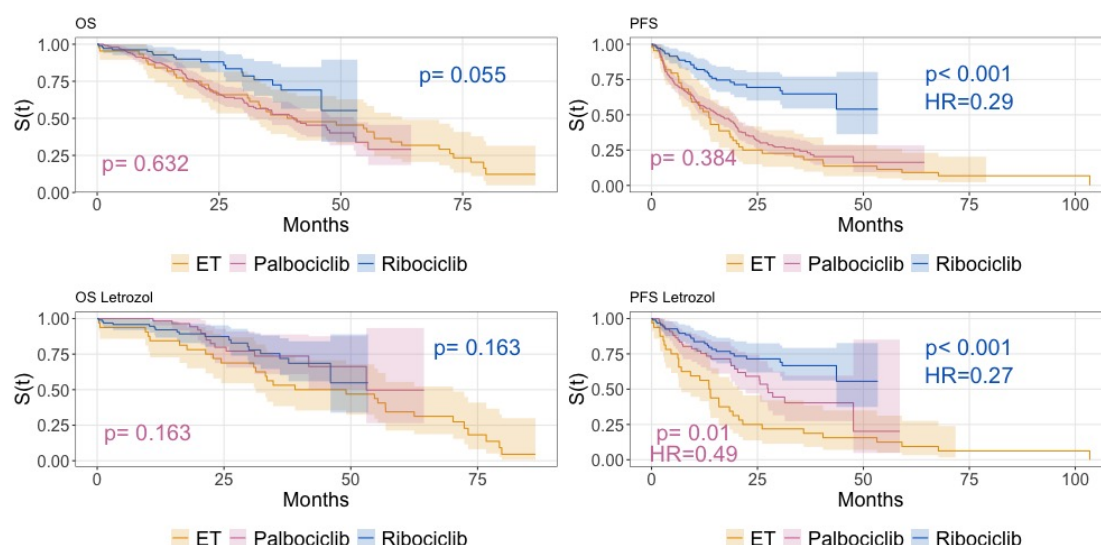 OS
1.00
0.75
0.50
0.25
0.00
S(t)
p= 0.055
p= 0.632
0 25 50 75
Months
ET Palbociclib Ribociclib
PFS
1.00
0.75
0.50
0.25
0.00
S(t)
p< 0.001
HR=0.29
p= 0.384
0 25 50 75 100
Months
ET Palbociclib Ribociclib
OS Letrozol
1.00
0.75
0.50
0.25
0.00
S(t)
p= 0.163
p= 0.163
0 25 50 75
Months
ET Palbociclib Ribociclib
PFS Letrozol
1.00
0.75
0.50
0.25
0.00
S(t)
p< 0.001
HR=0.27
p= 0.01
HR=0.49
0 25 50 75 100
Months
ET Palbociclib Ribociclib